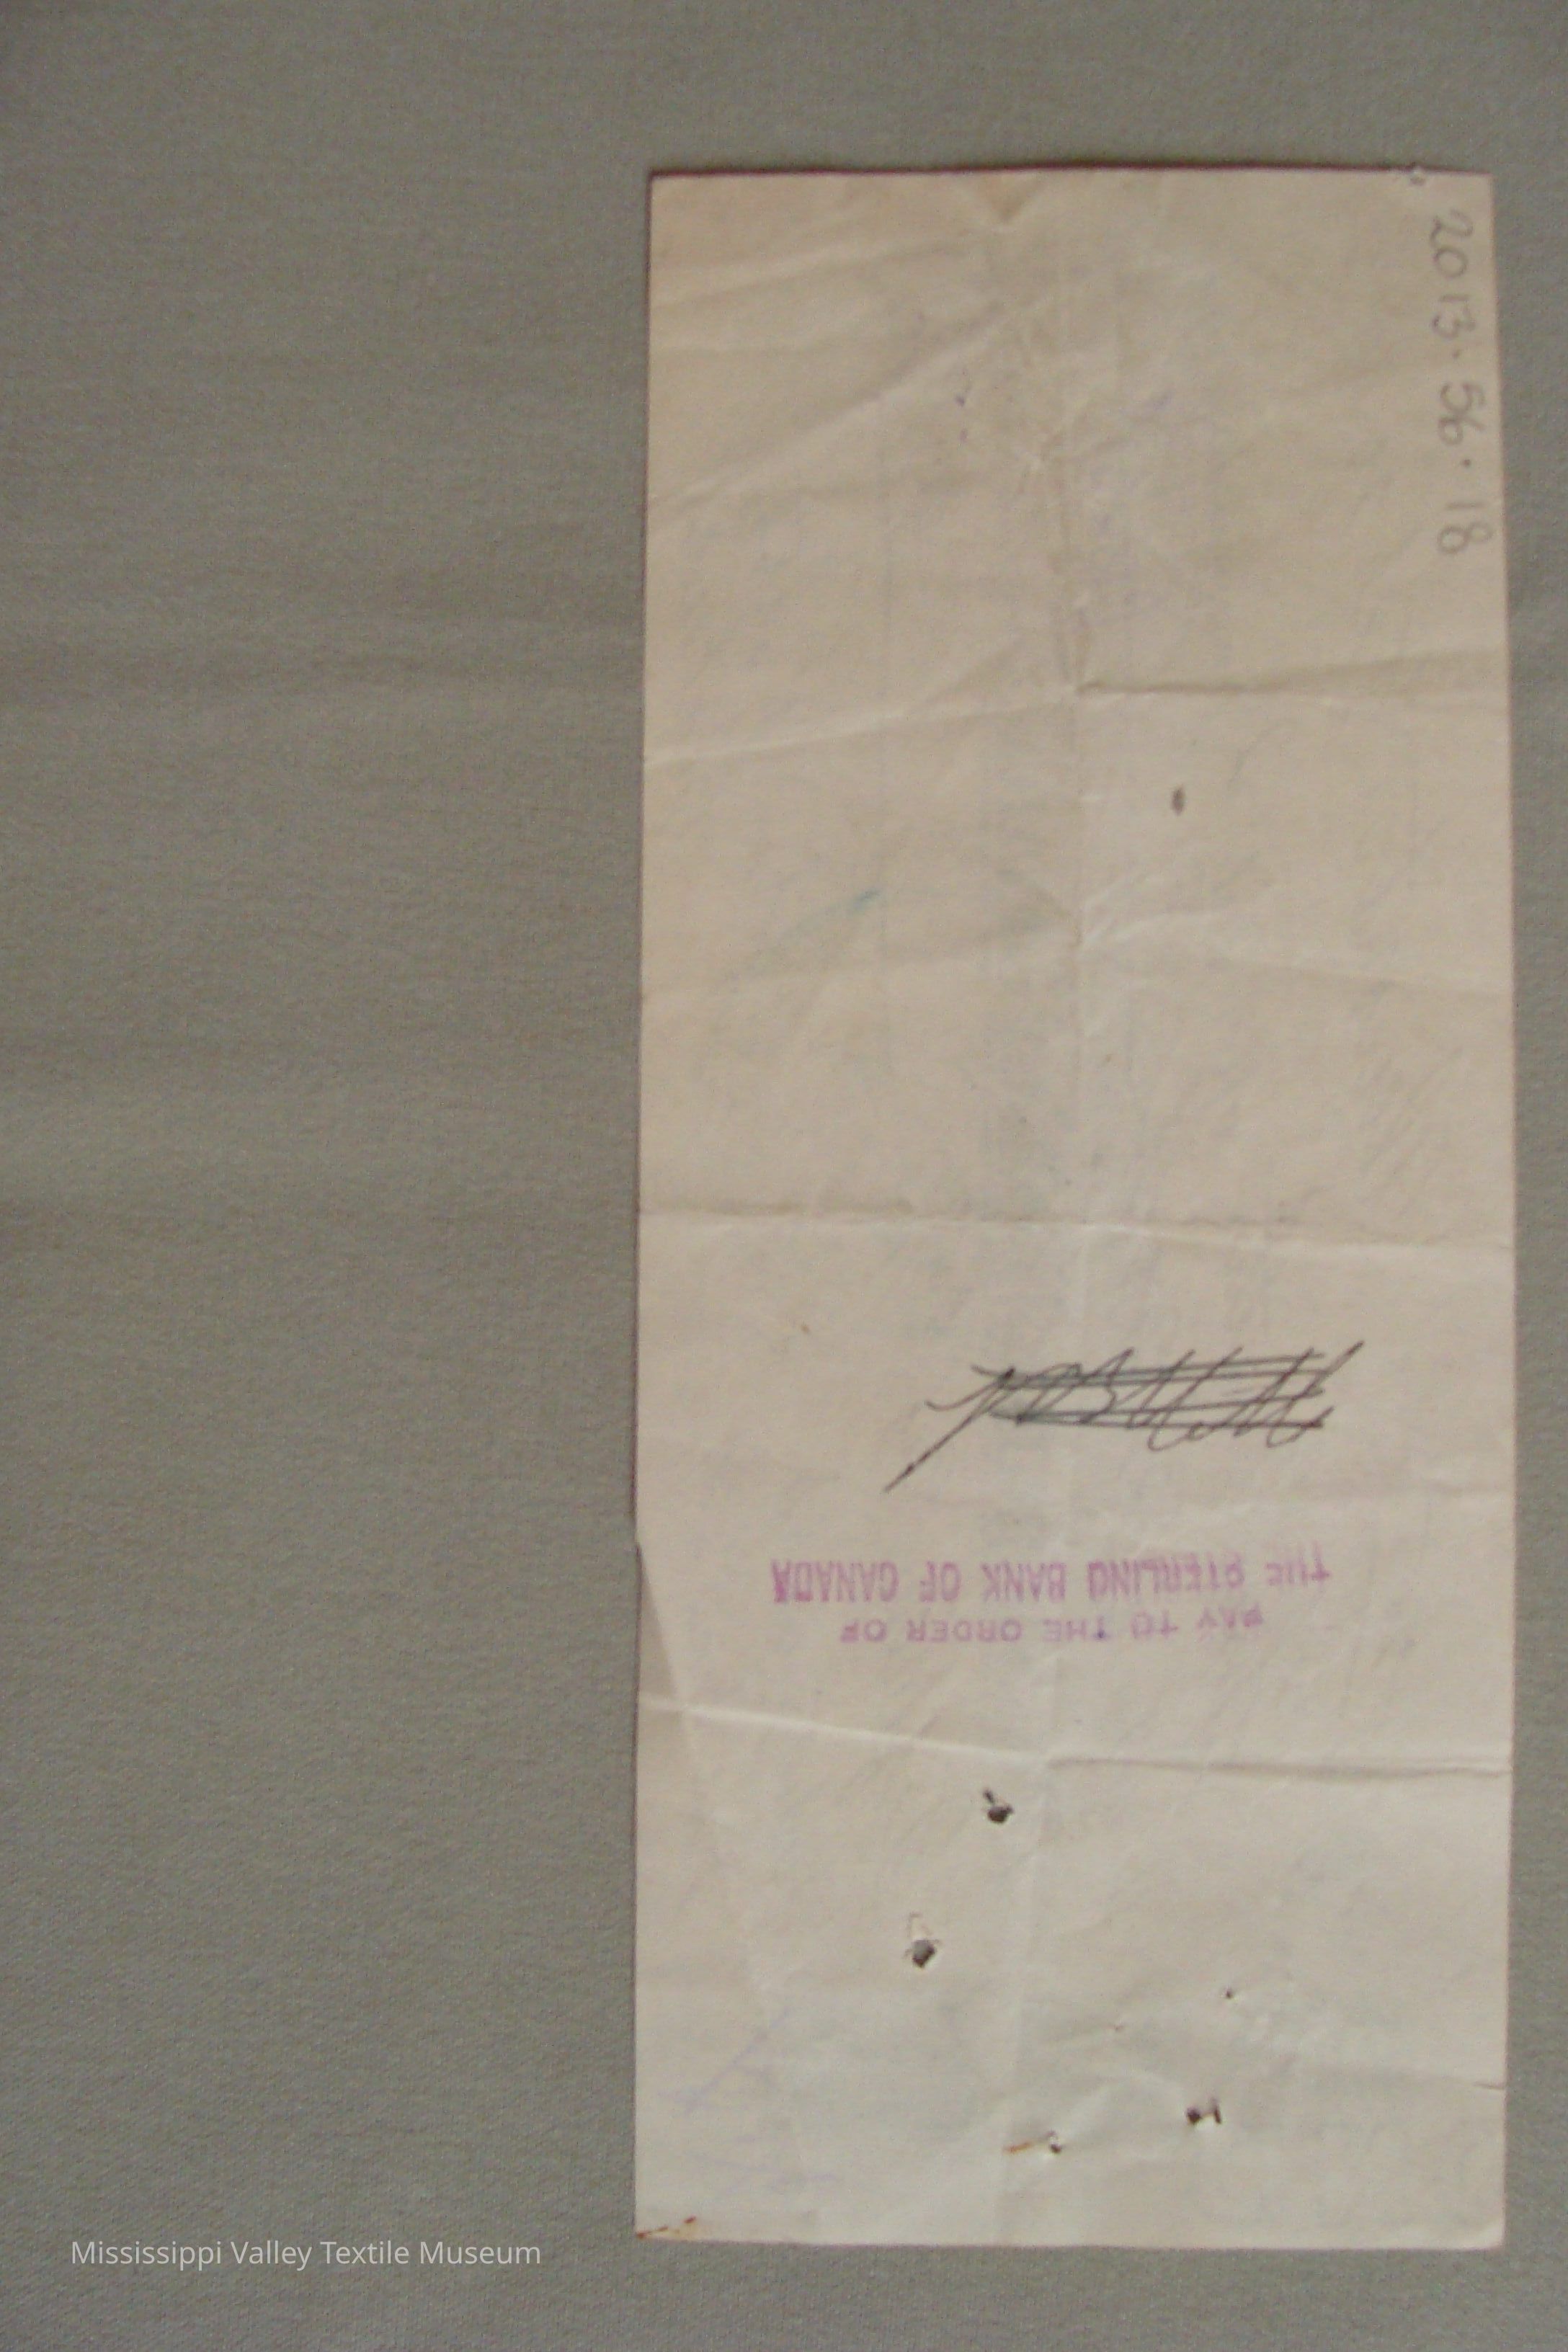 2013.56.18
PAY TO THE ORDER OF
THE STERLING BANK OF CANADA
Mississippi Valley Textile Museum